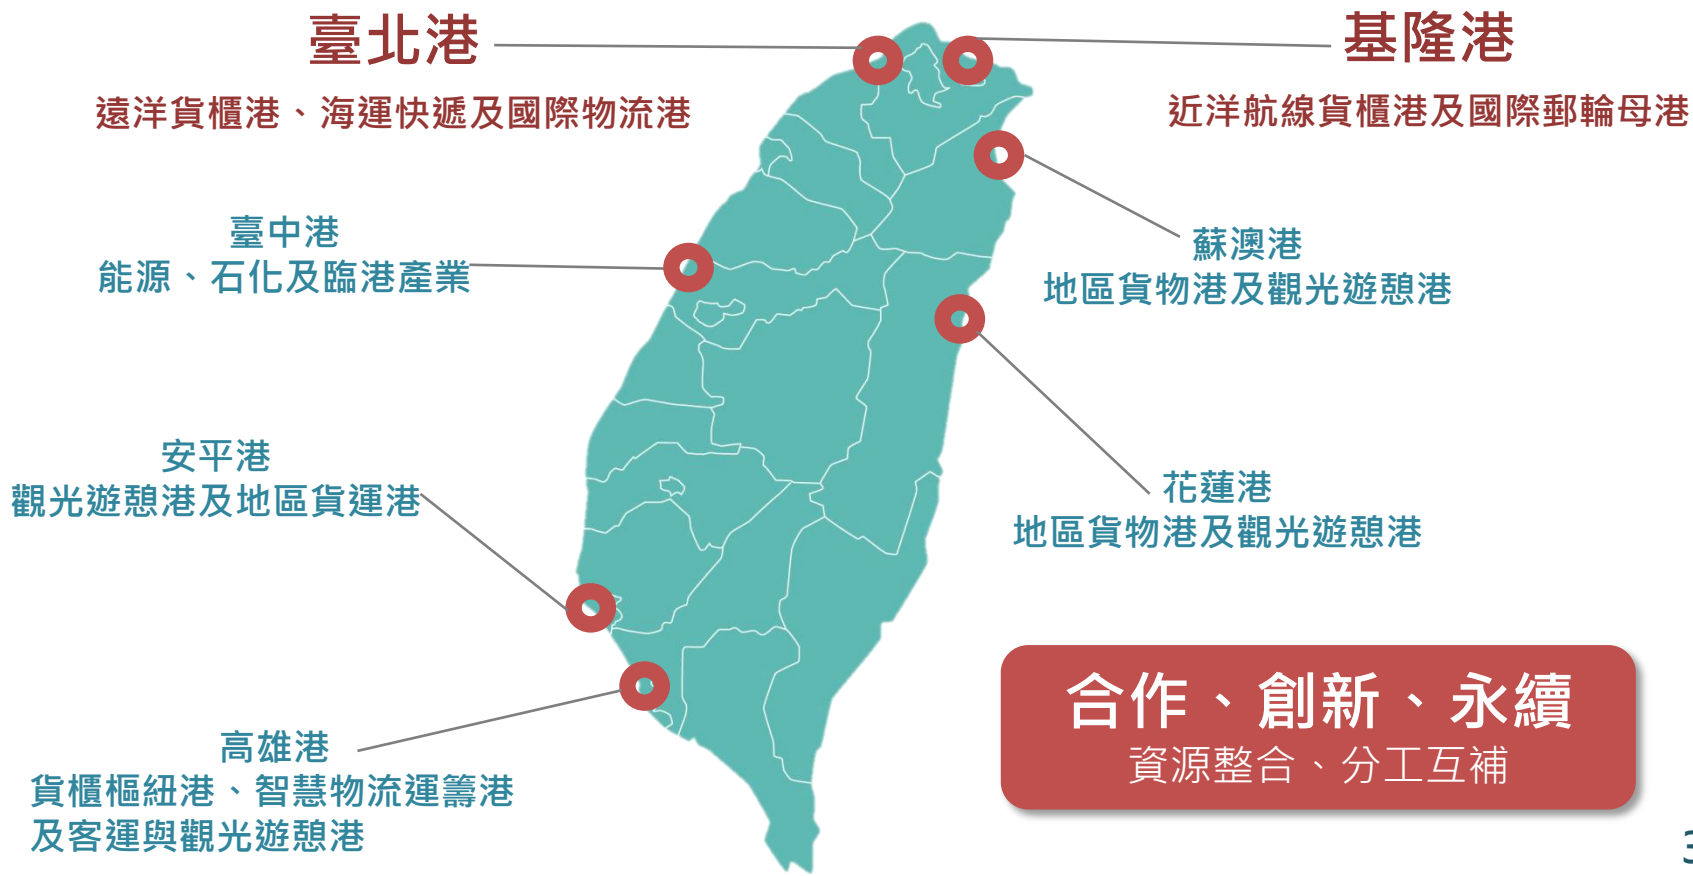 臺北港
遠洋貨櫃港、海運快遞及國際物流港
基隆港
近洋航線貨櫃港及國際郵輪母港
臺中港
能源、石化及臨港產業
蘇澳港
地區貨物港及觀光遊憩港
安平港
觀光遊憩港及地區貨運港
花蓮港
地區貨物港及觀光遊憩港
高雄港
貨櫃樞紐港、智慧物流運籌港
及客運與觀光遊憩港
合作、創新、永續
資源整合、分工互補
3